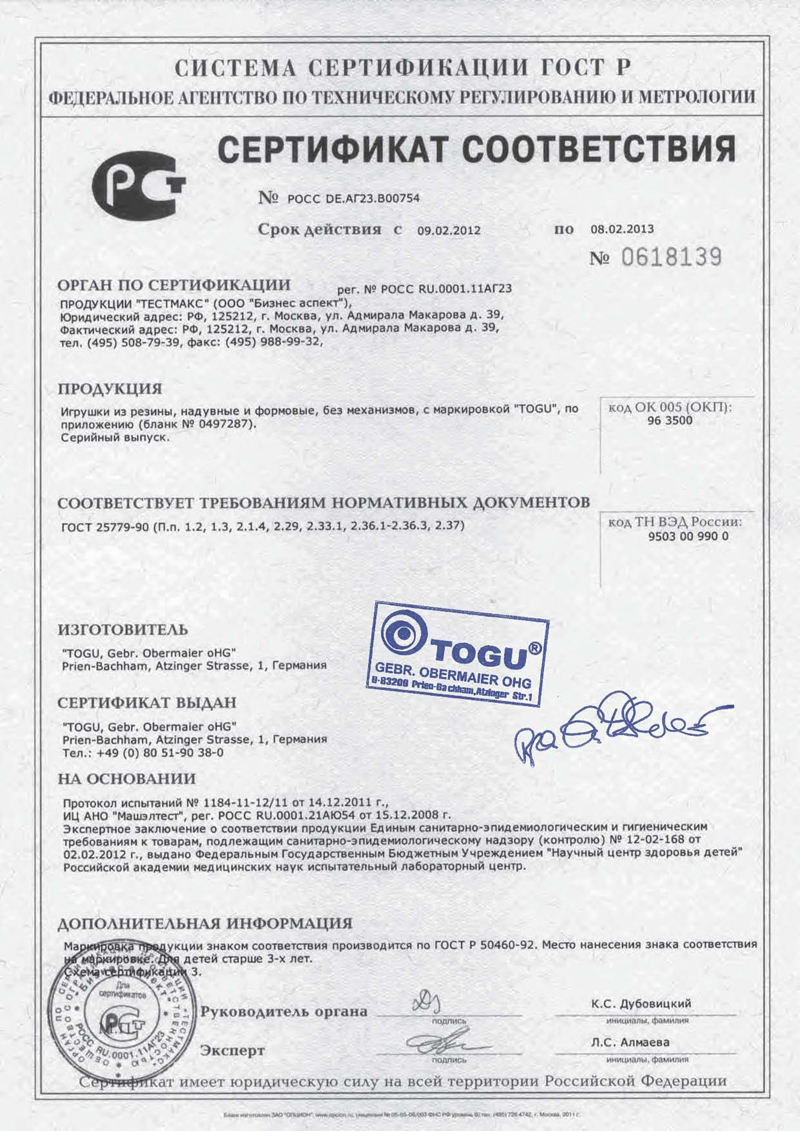 СИСТЕМА СЕРТИФИКАЦИИ ГОСТ Р
ФЕДЕРАЛЬНОЕ АГЕНТСТВО ПО ТЕХНИЧЕСКОМУ РЕГУЛИРОВАНИЮ И МЕТРОЛОГИИ
СЕРТИФИКАТ СООТВЕТСТВИЯ
№ РОСС DE.АГ23.В00754
Срок действия с 09.02.2012 по 08.02.2013
№ 0618139
ОРГАН ПО СЕРТИФИКАЦИИ рег. № РОСС RU.0001.11АГ23
ПРОДУКЦИИ "ТЕСТМАКС" (ООО "Бизнес аспект"),
Юридический адрес: РФ, 125212, г. Москва, ул. Адмирала Макарова д. 39,
Фактический адрес: РФ, 125212, г. Москва, ул. Адмирала Макарова д. 39,
тел. (495) 508-79-39, факс: (495) 988-99-32,
ПРОДУКЦИЯ
Игрушки из резины, надувные и формовые, без механизмов, с маркировкой "TOGU", по
приложению (бланк № 0497287).
Серийный выпуск.
код ОК 005 (ОКП):
96 3500
СООТВЕТСТВУЕТ ТРЕБОВАНИЯМ НОРМАТИВНЫХ ДОКУМЕНТОВ
ГОСТ 25779-90 (П.п. 1.2, 1.3, 2.1.4, 2.29, 2.33.1, 2.36.1-2.36.3, 2.37)
код ТН ВЭД России:
9503 00 990 0
ИЗГОТОВИТЕЛЬ
"TOGU, Gebr. Obermaier oHG"
Prien-Bachham, Atzinger Strasse, 1, Германия
TOGU®
GEBR. OBERMAIER OHG
D-83209 Prien-Bachham, Atzinger Str.1
СЕРТИФИКАТ ВЫДАН
"TOGU, Gebr. Obermaier oHG"
Prien-Bachham, Atzinger Strasse, 1, Германия
Тел.: +49 (0) 80 51-90 38-0
НА ОСНОВАНИИ
Протокол испытаний № 1184-11-12/11 от 14.12.2011 г.,
ИЦ АНО "Машэлтест", рег. РОСС RU.0001.21АЮ54 от 15.12.2008 г.
Экспертное заключение о соответствии продукции Единым санитарно-эпидемиологическим и гигиеническим
требованиям к товарам, подлежащим санитарно-эпидемиологическому надзору (контролю) № 12-02-168 от
02.02.2012 г., выдано Федеральным Государственным Бюджетным Учреждением "Научный центр здоровья детей"
Российской академии медицинских наук испытательный лабораторный центр.
ДОПОЛНИТЕЛЬНАЯ ИНФОРМАЦИЯ
Маркировка продукции знаком соответствия производится по ГОСТ Р 50460-92. Место нанесения знака соответствия
на маркировке. Для детей старше 3-х лет.
Схема сертификации 3.
Для
сертификатов
М.П.
РОСС RU.0001.11АГ23
Руководитель органа
подпись
К.С. Дубовицкий
инициалы, фамилия
Эксперт
подпись
Л.С. Алмаева
инициалы, фамилия
Сертификат имеет юридическую силу на всей территории Российской Федерации